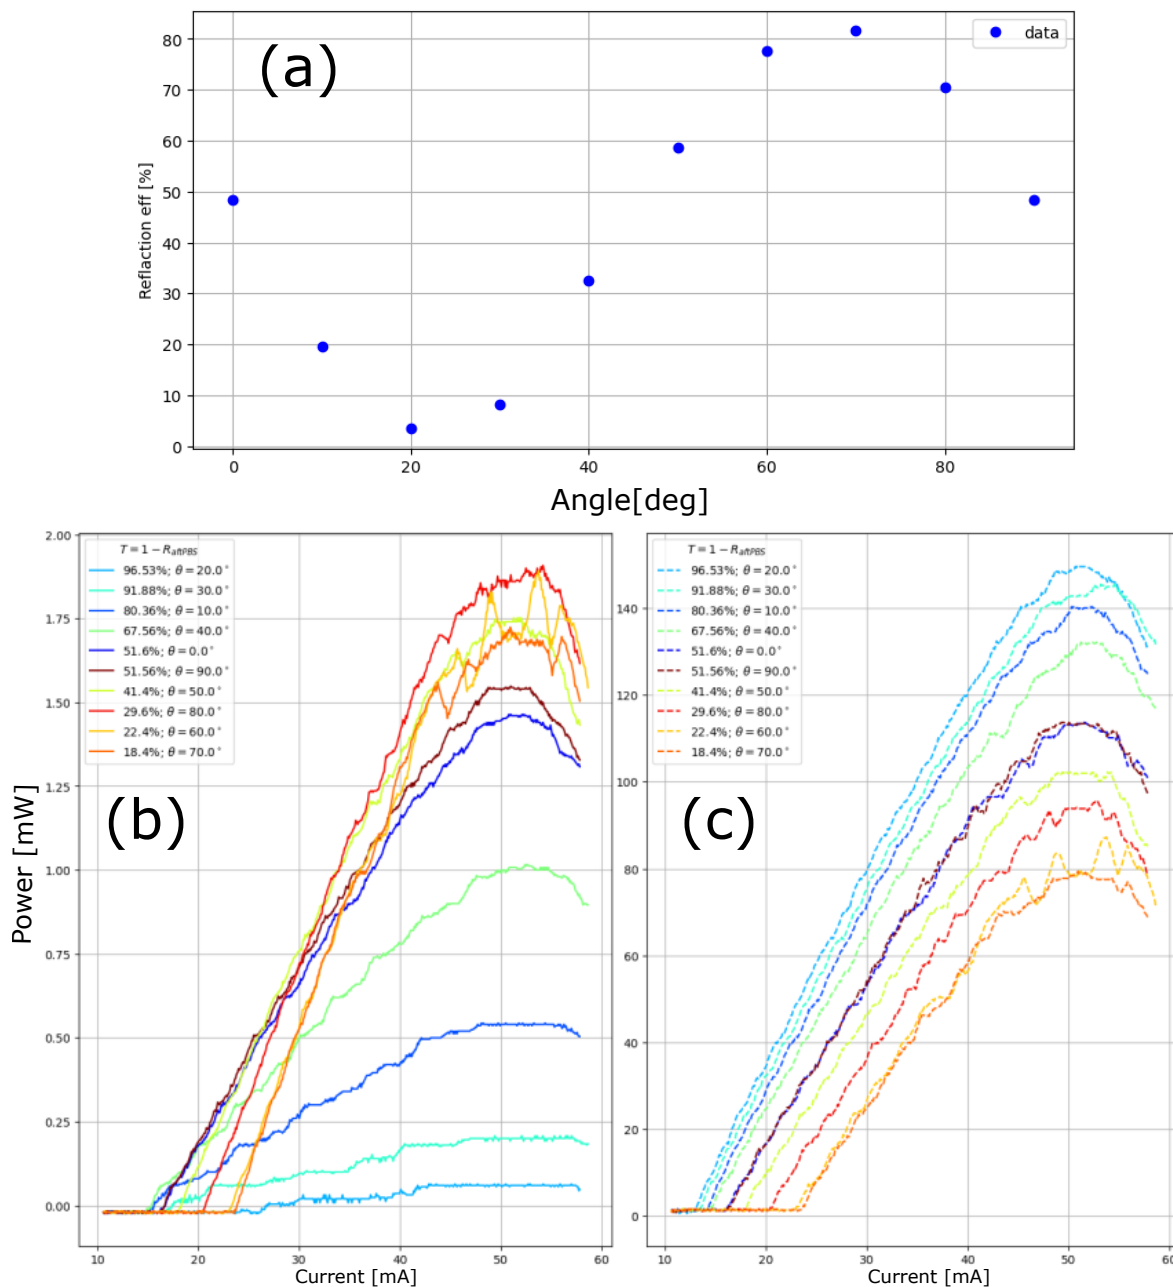 (a)
data
Reflaction eff [%]
80
70
60
50
40
30
20
10
0
0 20 40 60 80
Angle[deg]
Power [mW]
(b)
T = 1 − R_aftPBS
96.53%; θ = 20.0°
91.88%; θ = 30.0°
80.36%; θ = 10.0°
67.56%; θ = 40.0°
51.6%; θ = 0.0°
51.56%; θ = 90.0°
41.4%; θ = 50.0°
29.6%; θ = 80.0°
22.4%; θ = 60.0°
18.4%; θ = 70.0°
2.00
1.75
1.50
1.25
1.00
0.75
0.50
0.25
0.00
10 20 30 40 50 60
Current [mA]
(c)
T = 1 − R_aftPBS
96.53%; θ = 20.0°
91.88%; θ = 30.0°
80.36%; θ = 10.0°
67.56%; θ = 40.0°
51.6%; θ = 0.0°
51.56%; θ = 90.0°
41.4%; θ = 50.0°
29.6%; θ = 80.0°
22.4%; θ = 60.0°
18.4%; θ = 70.0°
140
120
100
80
60
40
20
0
10 20 30 40 50 60
Current [mA]